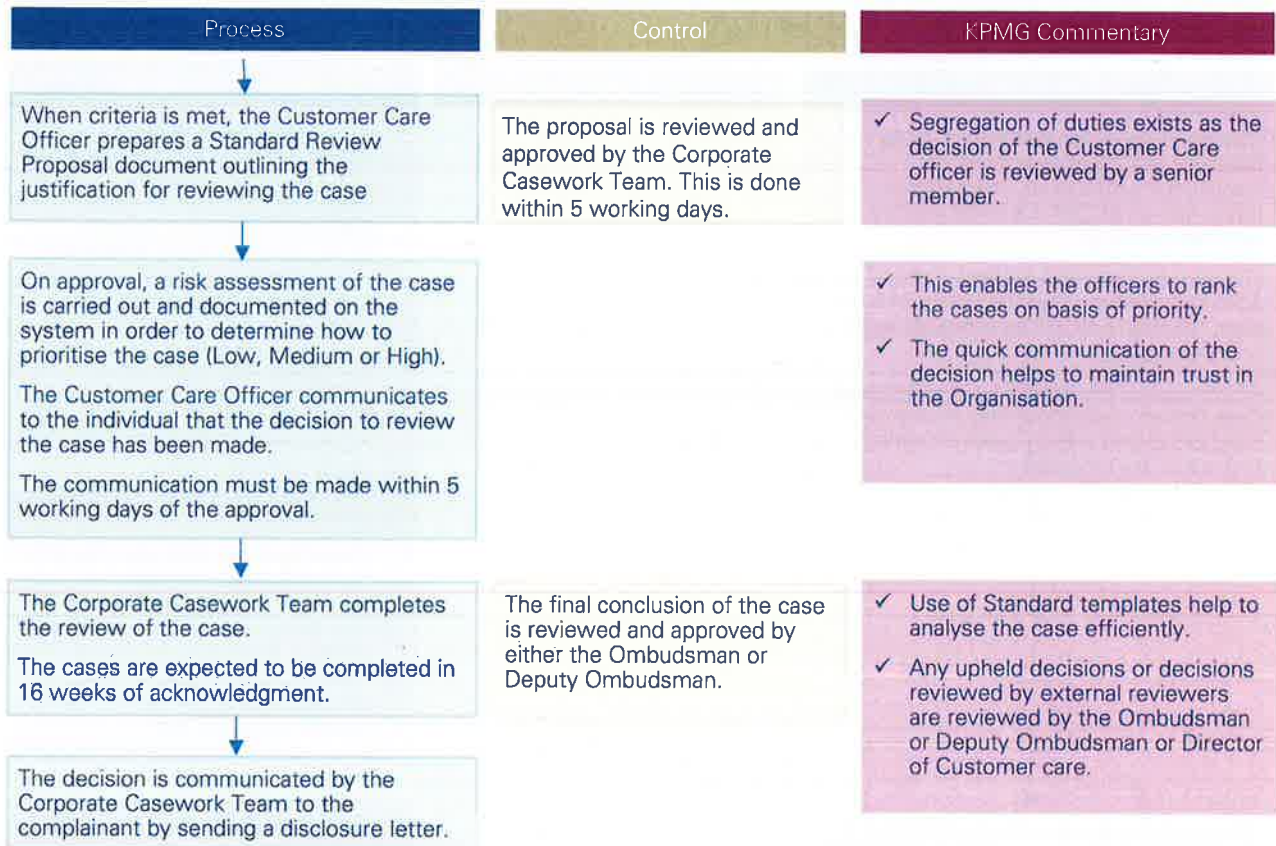 Process
Control
KPMG Commentary
When criteria is met, the Customer Care
Officer prepares a Standard Review
Proposal document outlining the
justification for reviewing the case
The proposal is reviewed and
approved by the Corporate
Casework Team. This is done
within 5 working days.
✓ Segregation of duties exists as the
decision of the Customer Care
officer is reviewed by a senior
member.
On approval, a risk assessment of the case
is carried out and documented on the
system in order to determine how to
prioritise the case (Low, Medium or High).
The Customer Care Officer communicates
to the individual that the decision to review
the case has been made.
The communication must be made within 5
working days of the approval.
✓ This enables the officers to rank
the cases on basis of priority.
✓ The quick communication of the
decision helps to maintain trust in
the Organisation.
The Corporate Casework Team completes
the review of the case.
The cases are expected to be completed in
16 weeks of acknowledgment.
The final conclusion of the case
is reviewed and approved by
either the Ombudsman or
Deputy Ombudsman.
✓ Use of Standard templates help to
analyse the case efficiently.
✓ Any upheld decisions or decisions
reviewed by external reviewers
are reviewed by the Ombudsman
or Deputy Ombudsman or Director
of Customer care.
The decision is communicated by the
Corporate Casework Team to the
complainant by sending a disclosure letter.